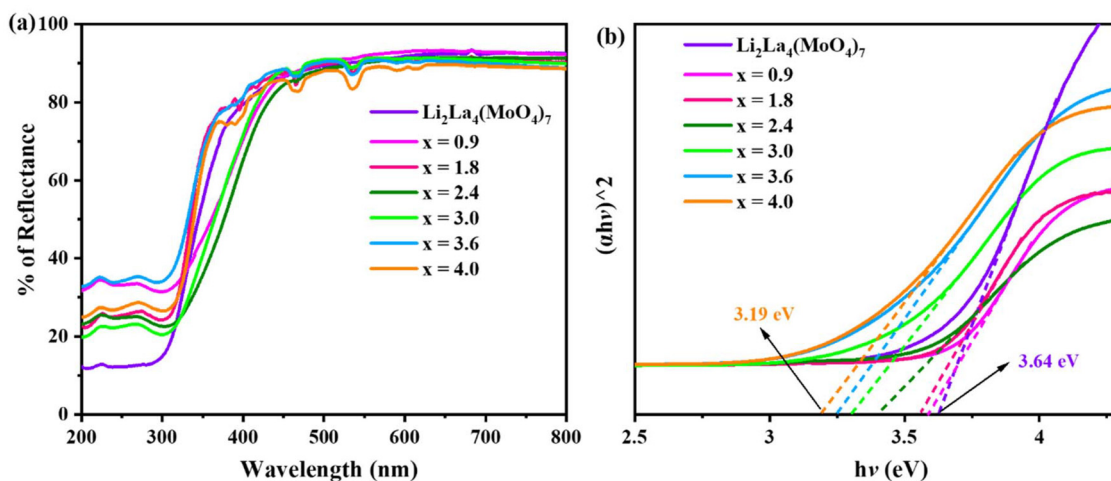 (a)
100
80
60
40
20
0
% of Reflectance
Li₂La₄(MoO₄)₇
x = 0.9
x = 1.8
x = 2.4
x = 3.0
x = 3.6
x = 4.0
200
300
400
500
600
700
800
Wavelength (nm)
(b)
(αhν)^2
Li₂La₄(MoO₄)₇
x = 0.9
x = 1.8
x = 2.4
x = 3.0
x = 3.6
x = 4.0
3.19 eV
3.64 eV
2.5
3
3.5
4
hν (eV)